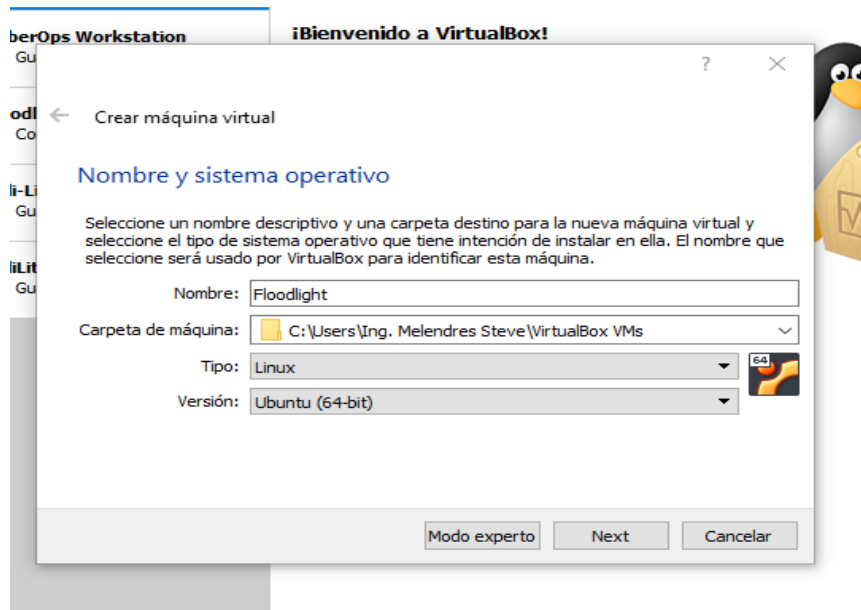 berOps Workstation
Gu
¡Bienvenido a VirtualBox!
?
odl
Co
Crear máquina virtual
Nombre y sistema operativo
li-Li
Gu
Seleccione un nombre descriptivo y una carpeta destino para la nueva máquina virtual y
seleccione el tipo de sistema operativo que tiene intención de instalar en ella. El nombre que
seleccione será usado por VirtualBox para identificar esta máquina.
iLit
Gu
Nombre: Floodlight
Carpeta de máquina: C:\Users\Ing. Melendres Steve\VirtualBox VMs
Tipo: Linux
64
Versión: Ubuntu (64-bit)
Modo experto Next Cancelar